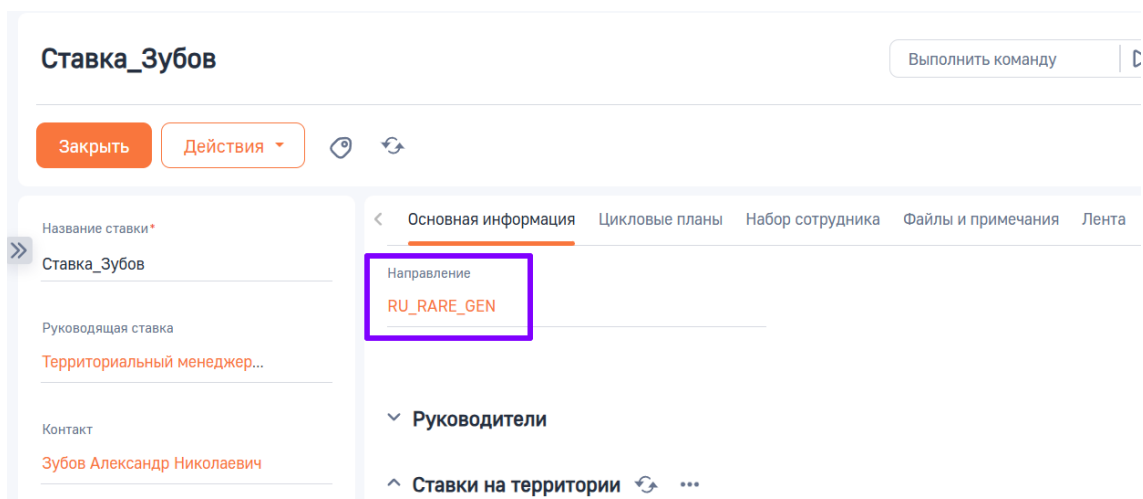 Ставка_Зубов
Выполнить команду
Закрыть
Действия
Название ставки*
Ставка_Зубов
Руководящая ставка
Территориальный менеджер...
Контакт
Зубов Александр Николаевич
Основная информация Цикловые планы Набор сотрудника Файлы и примечания Лента
Направление
RU_RARE_GEN
Руководители
Ставки на территории